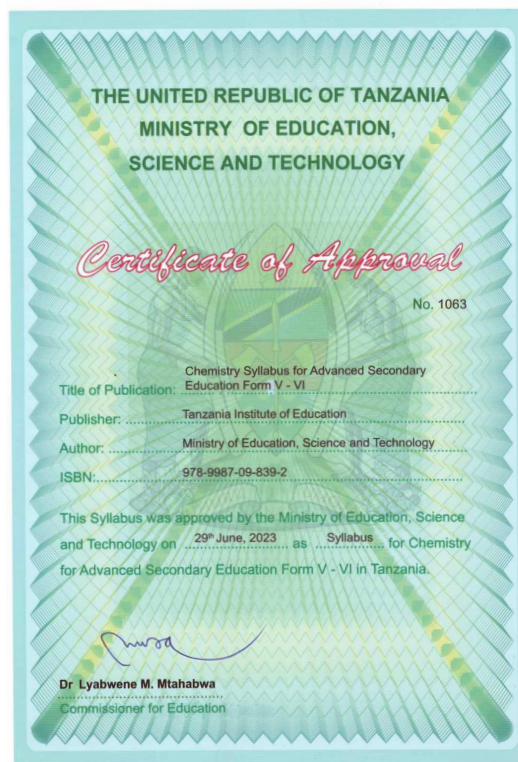 THE UNITED REPUBLIC OF TANZANIA
MINISTRY OF EDUCATION,
SCIENCE AND TECHNOLOGY
Certificate of Approval
No. 1063
Title of Publication: Chemistry Syllabus for Advanced Secondary
Education Form V - VI
Publisher: Tanzania Institute of Education
Author: Ministry of Education, Science and Technology
ISBN: 978-9987-09-839-2
This Syllabus was approved by the Ministry of Education, Science
and Technology on 29th June, 2023 as Syllabus for Chemistry
for Advanced Secondary Education Form V - VI in Tanzania.
Dr Lyabwene M. Mtahabwa
Commissioner for Education